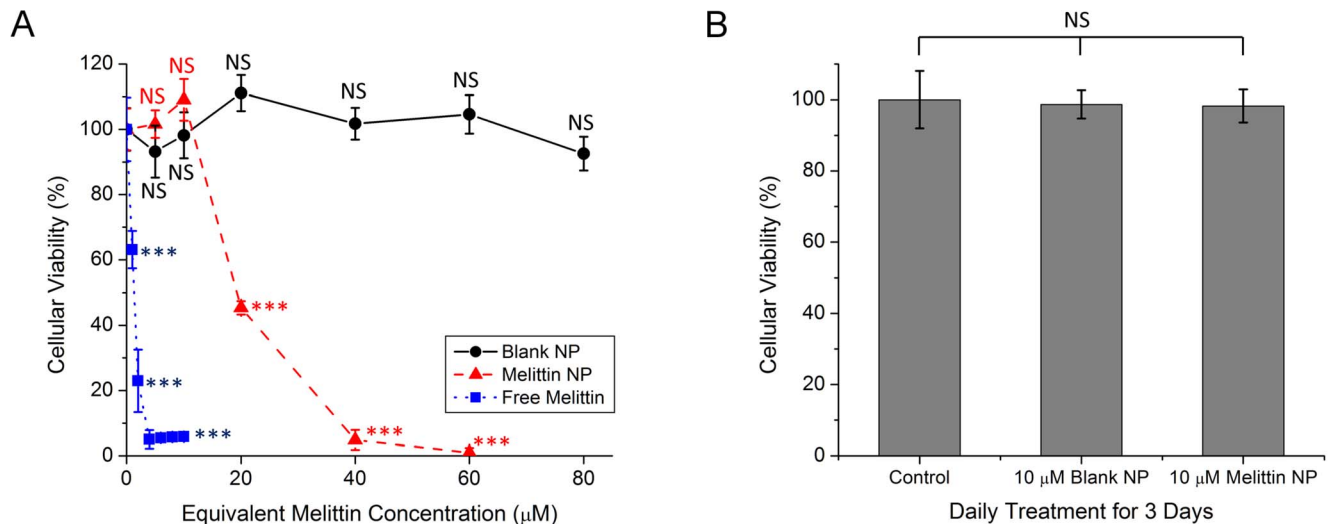 A
Cellular Viability (%)
120
100
80
60
40
20
0
NS
NS
NS
NS
NS
NS
NS
NS
***
***
***
***
***
***
Blank NP
Melittin NP
Free Melittin
0 20 40 60 80
Equivalent Melittin Concentration (μM)
B
NS
Cellular Viability (%)
100
80
60
40
20
0
Control 10 μM Blank NP 10 μM Melittin NP
Daily Treatment for 3 Days